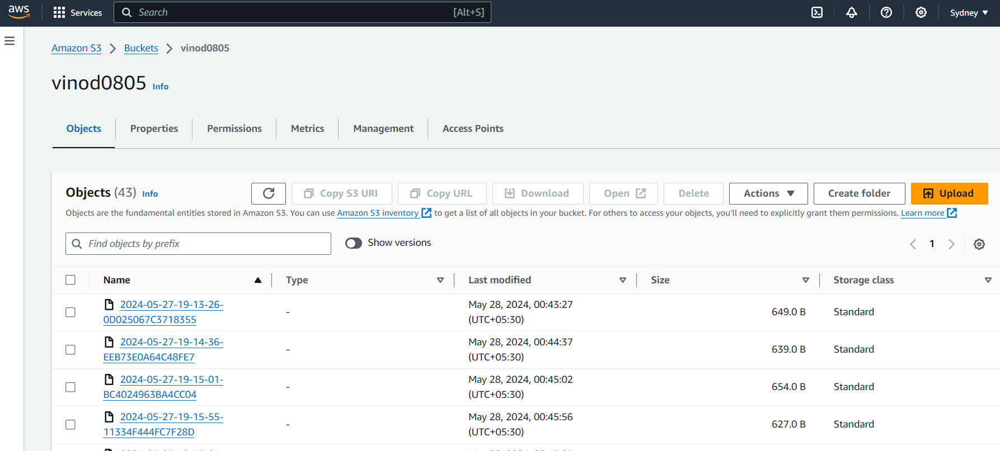 aws
Services
Search
[Alt+S]
Sydney
Amazon S3
Buckets
vinod0805
vinod0805 Info
Objects
Properties
Permissions
Metrics
Management
Access Points
Objects (43) Info
Copy S3 URI
Copy URL
Download
Open
Delete
Actions
Create folder
Upload
Objects are the fundamental entities stored in Amazon S3. You can use Amazon S3 inventory to get a list of all objects in your bucket. For others to access your objects, you'll need to explicitly grant them permissions. Learn more
Find objects by prefix
Show versions
1
Name
Type
Last modified
Size
Storage class
2024-05-27-19-13-26-
0D025067C3718355
-
May 28, 2024, 00:43:27
(UTC+05:30)
649.0 B
Standard
2024-05-27-19-14-36-
EEB73E0A64C48FE7
-
May 28, 2024, 00:44:37
(UTC+05:30)
639.0 B
Standard
2024-05-27-19-15-01-
BC4024963BA4CC04
-
May 28, 2024, 00:45:02
(UTC+05:30)
654.0 B
Standard
2024-05-27-19-15-55-
11334F444FC7F28D
-
May 28, 2024, 00:45:56
(UTC+05:30)
627.0 B
Standard